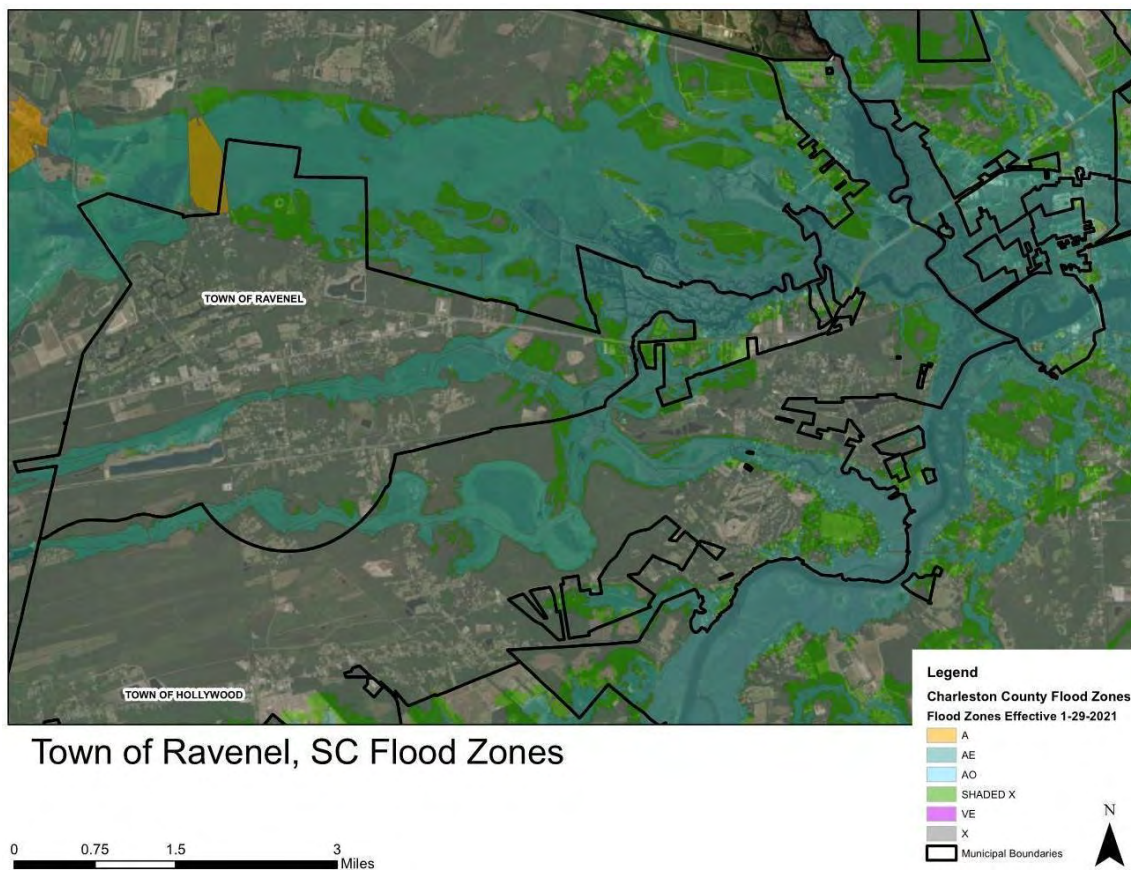 TOWN OF RAVENEL
TOWN OF HOLLYWOOD
Town of Ravenel, SC Flood Zones
0 0.75 1.5 3
Miles
Legend
Charleston County Flood Zones
Flood Zones Effective 1-29-2021
A
AE
AO
SHADED X
VE
X
Municipal Boundaries
N